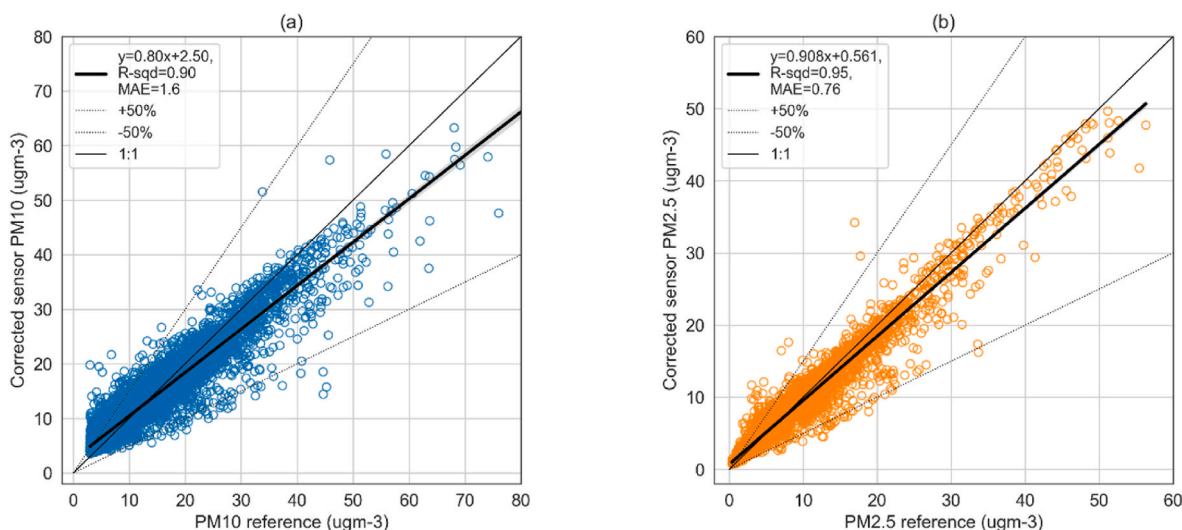 (a)
80
70
60
50
40
30
20
10
0
Corrected sensor PM10 (ugm-3)
y=0.80x+2.50,
R-sqd=0.90
MAE=1.6
+50%
-50%
1:1
0 10 20 30 40 50 60 70 80
PM10 reference (ugm-3)
(b)
60
50
40
30
20
10
0
Corrected sensor PM2.5 (ugm-3)
y=0.908x+0.561,
R-sqd=0.95,
MAE=0.76
+50%
-50%
1:1
0 10 20 30 40 50 60
PM2.5 reference (ugm-3)